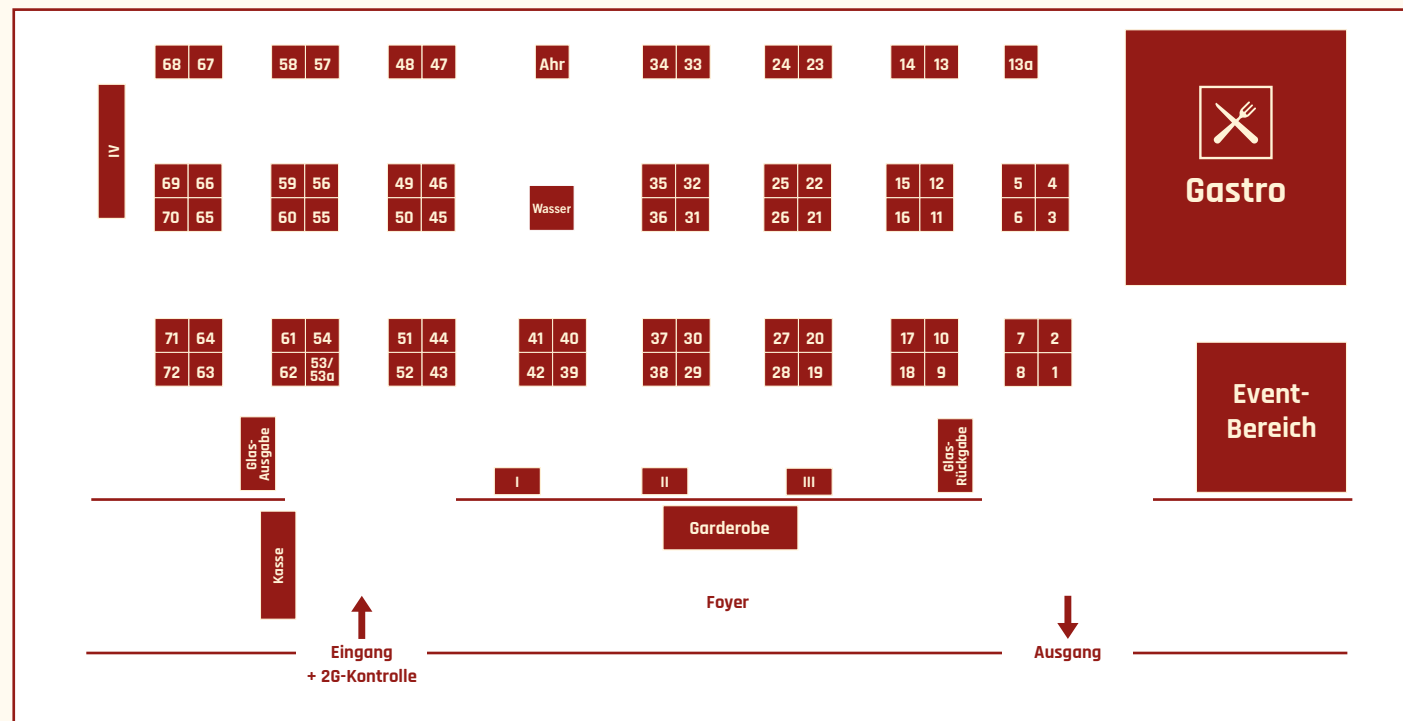 68 67 58 57 48 47 Ahr 34 33 24 23 14 13 13a
IV
Gastro
69 66 59 56 49 46 35 32 25 22 15 12 5 4
Wasser
70 65 60 55 50 45 36 31 26 21 16 11 6 3
71 64 61 54 51 44 41 40 37 30 27 20 17 10 7 2
72 63 62 53/
53a 52 43 42 39 38 29 28 19 18 9 8 1
Event-
Bereich
Glas-
Ausgabe
I II III
Glas-
Rückgabe
Garderobe
Kasse
Foyer
Eingang
+ 2G-Kontrolle
Ausgang